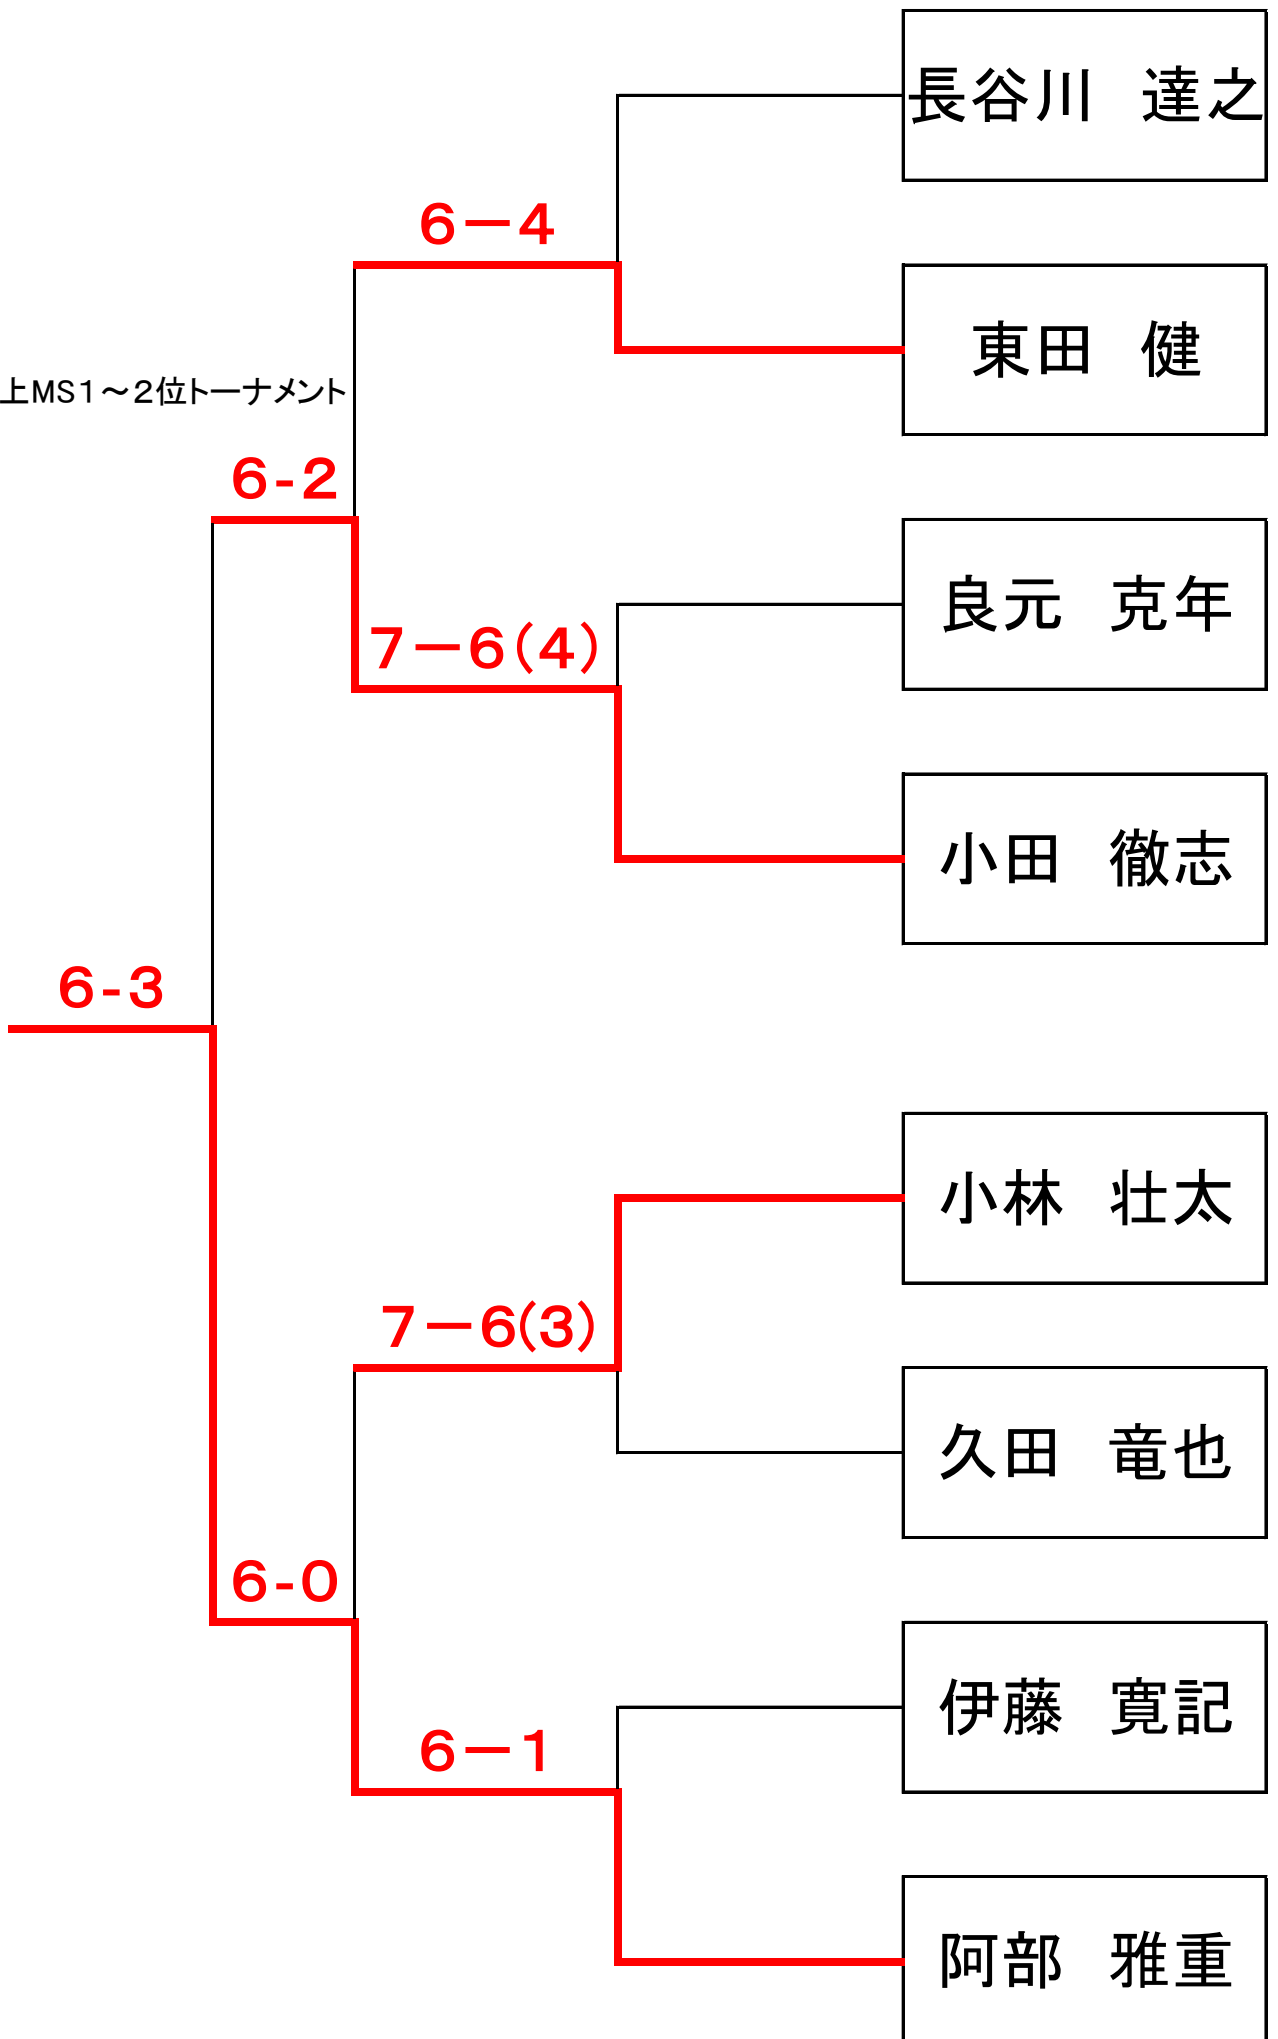 長谷川　達之
6－4
東田　健
上MS1～2位トーナメント
6-2
良元　克年
7－6(4)
小田　徹志
6-3
小林　壮太
7－6(3)
久田　竜也
6-0
伊藤　寛記
6－1
阿部　雅重